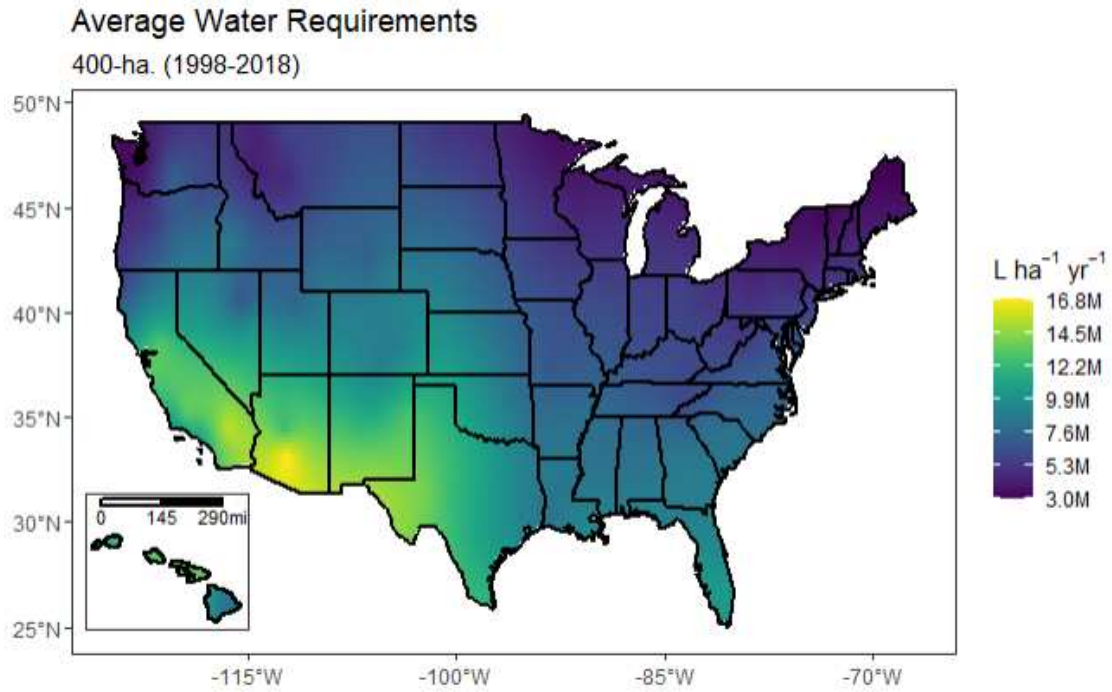 Average Water Requirements
400-ha. (1998-2018)
50°N
45°N
40°N
35°N
30°N
25°N
0 145 290mi
-115°W -100°W -85°W -70°W
L ha⁻¹ yr⁻¹
16.8M
14.5M
12.2M
9.9M
7.6M
5.3M
3.0M